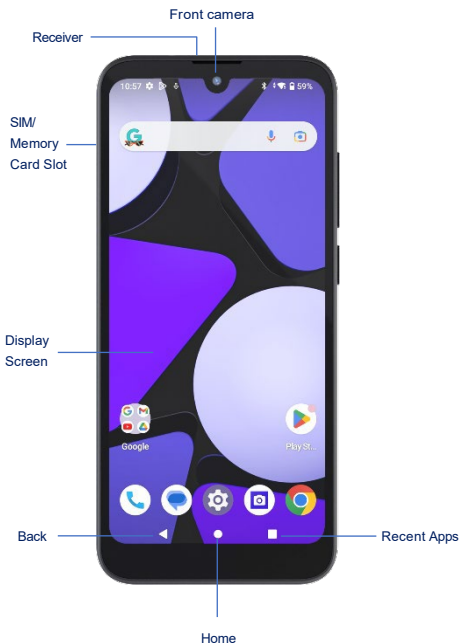 Front camera
Receiver
10:57
59%
SIM/
Memory
Card Slot
Display
Screen
Google
Play St..
Back
Recent Apps
Home